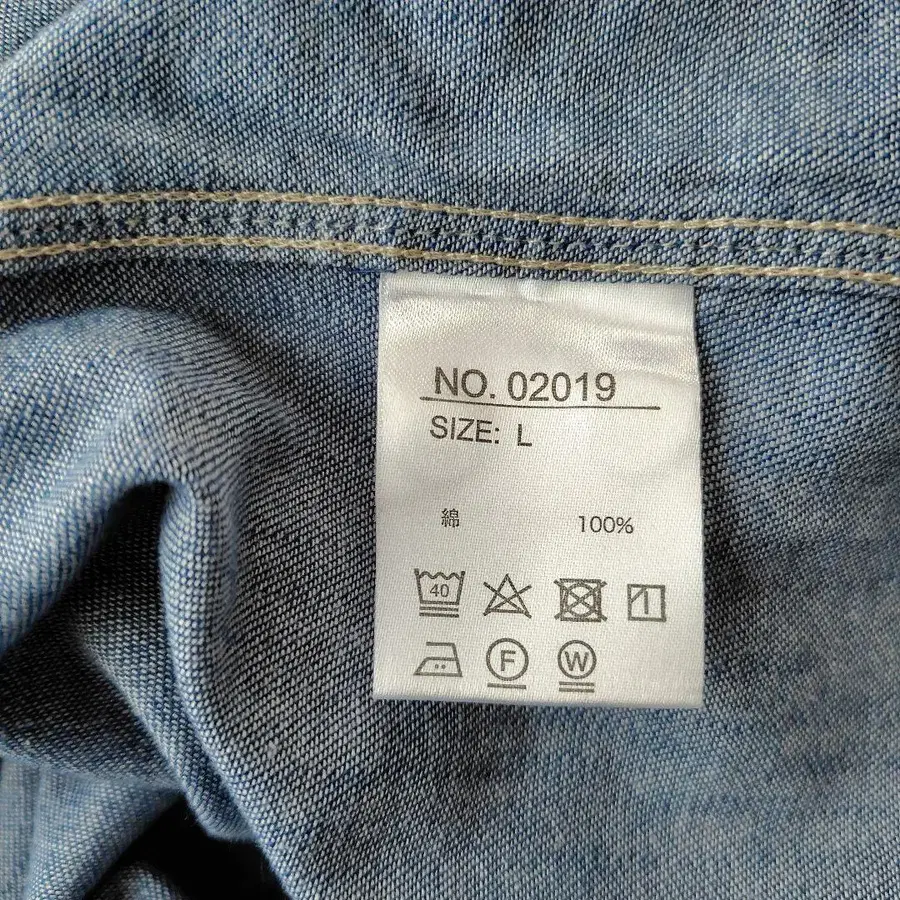 NO. 02019
SIZE: L
綿 100%
40
F W